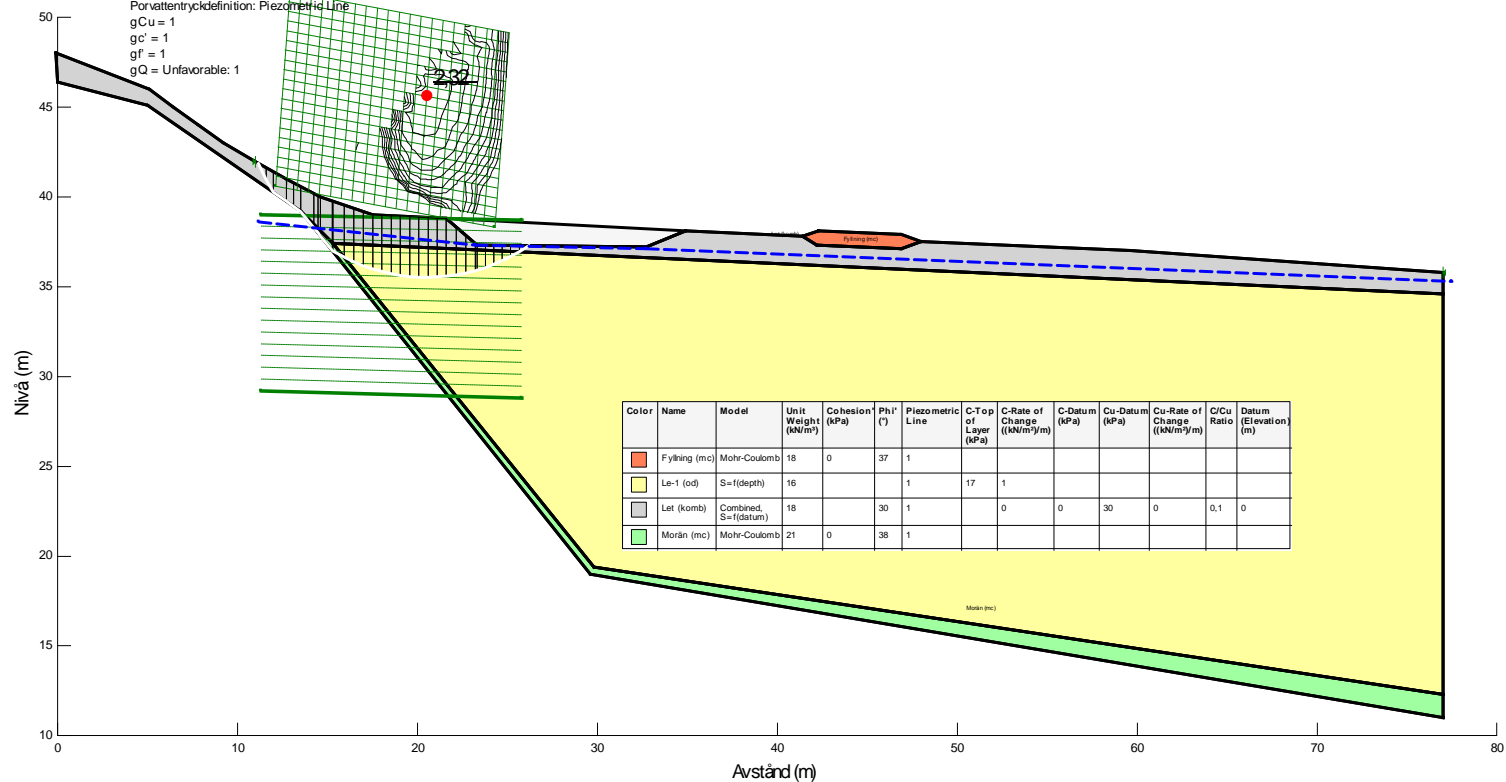 Porvattentryckdefinition: Piezometric Line
gCu = 1
gc' = 1
gf' = 1
gQ = Unfavorable: 1
2,32
50
45
40
35
30
25
20
15
10
Nivå (m)
Fyllning (mc)
Color Name Model Unit Weight (kN/m³) Cohesion' (kPa) Phi' (°) Piezometric Line C-Top of Layer (kPa) C-Rate of Change ((kN/m²)/m) C-Datum (kPa) Cu-Datum (kPa) Cu-Rate of Change ((kN/m²)/m) C/Cu Ratio Datum (Elevation) (m)
Fyllning (mc) Mohr-Coulomb 18 0 37 1
Le-1 (od) S=f(depth) 16 1 17 1
Let (komb) Combined, S=f(datum) 18 30 1 0 0 30 0 0,1 0
Morän (mc) Mohr-Coulomb 21 0 38 1
Morän (mc)
0 10 20 30 40 50 60 70 80
Avstånd (m)